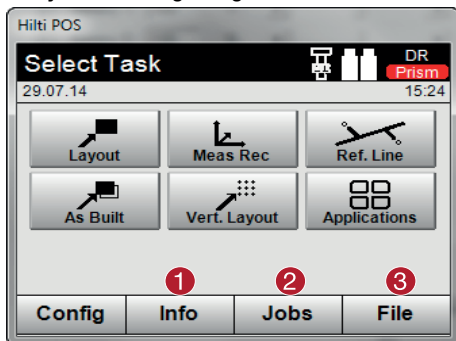 Hilti POS
Select Task
DR
Prism
29.07.14
15:24
Layout
Meas Rec
Ref. Line
As Built
Vert. Layout
Applications
1
2
3
Config
Info
Jobs
File